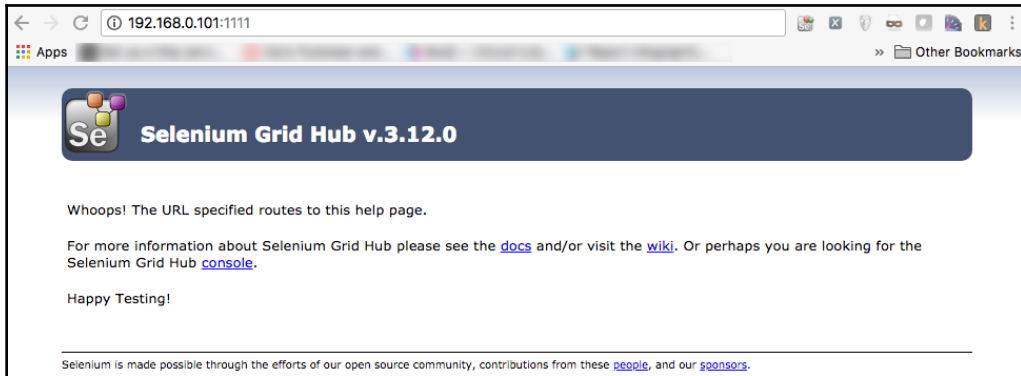 192.168.0.101:1111
Apps
» Other Bookmarks
Se Selenium Grid Hub v.3.12.0
Whoops! The URL specified routes to this help page.
For more information about Selenium Grid Hub please see the docs and/or visit the wiki. Or perhaps you are looking for the
Selenium Grid Hub console.
Happy Testing!
Selenium is made possible through the efforts of our open source community, contributions from these people, and our sponsors.